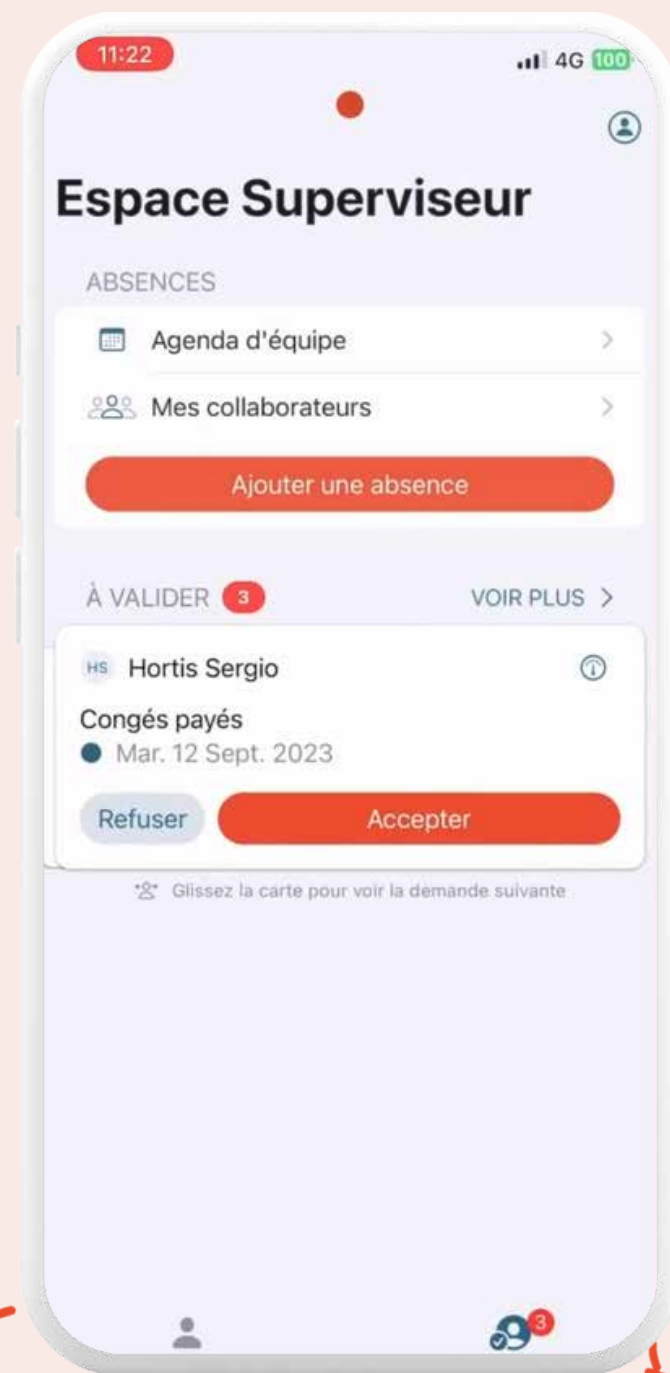 11:22
4G 100
Espace Superviseur
ABSENCES
Agenda d'équipe
Mes collaborateurs
Ajouter une absence
À VALIDER 3
VOIR PLUS >
HS Hortis Sergio
Congés payés
Mar. 12 Sept. 2023
Refuser
Accepter
Glissez la carte pour voir la demande suivante
3